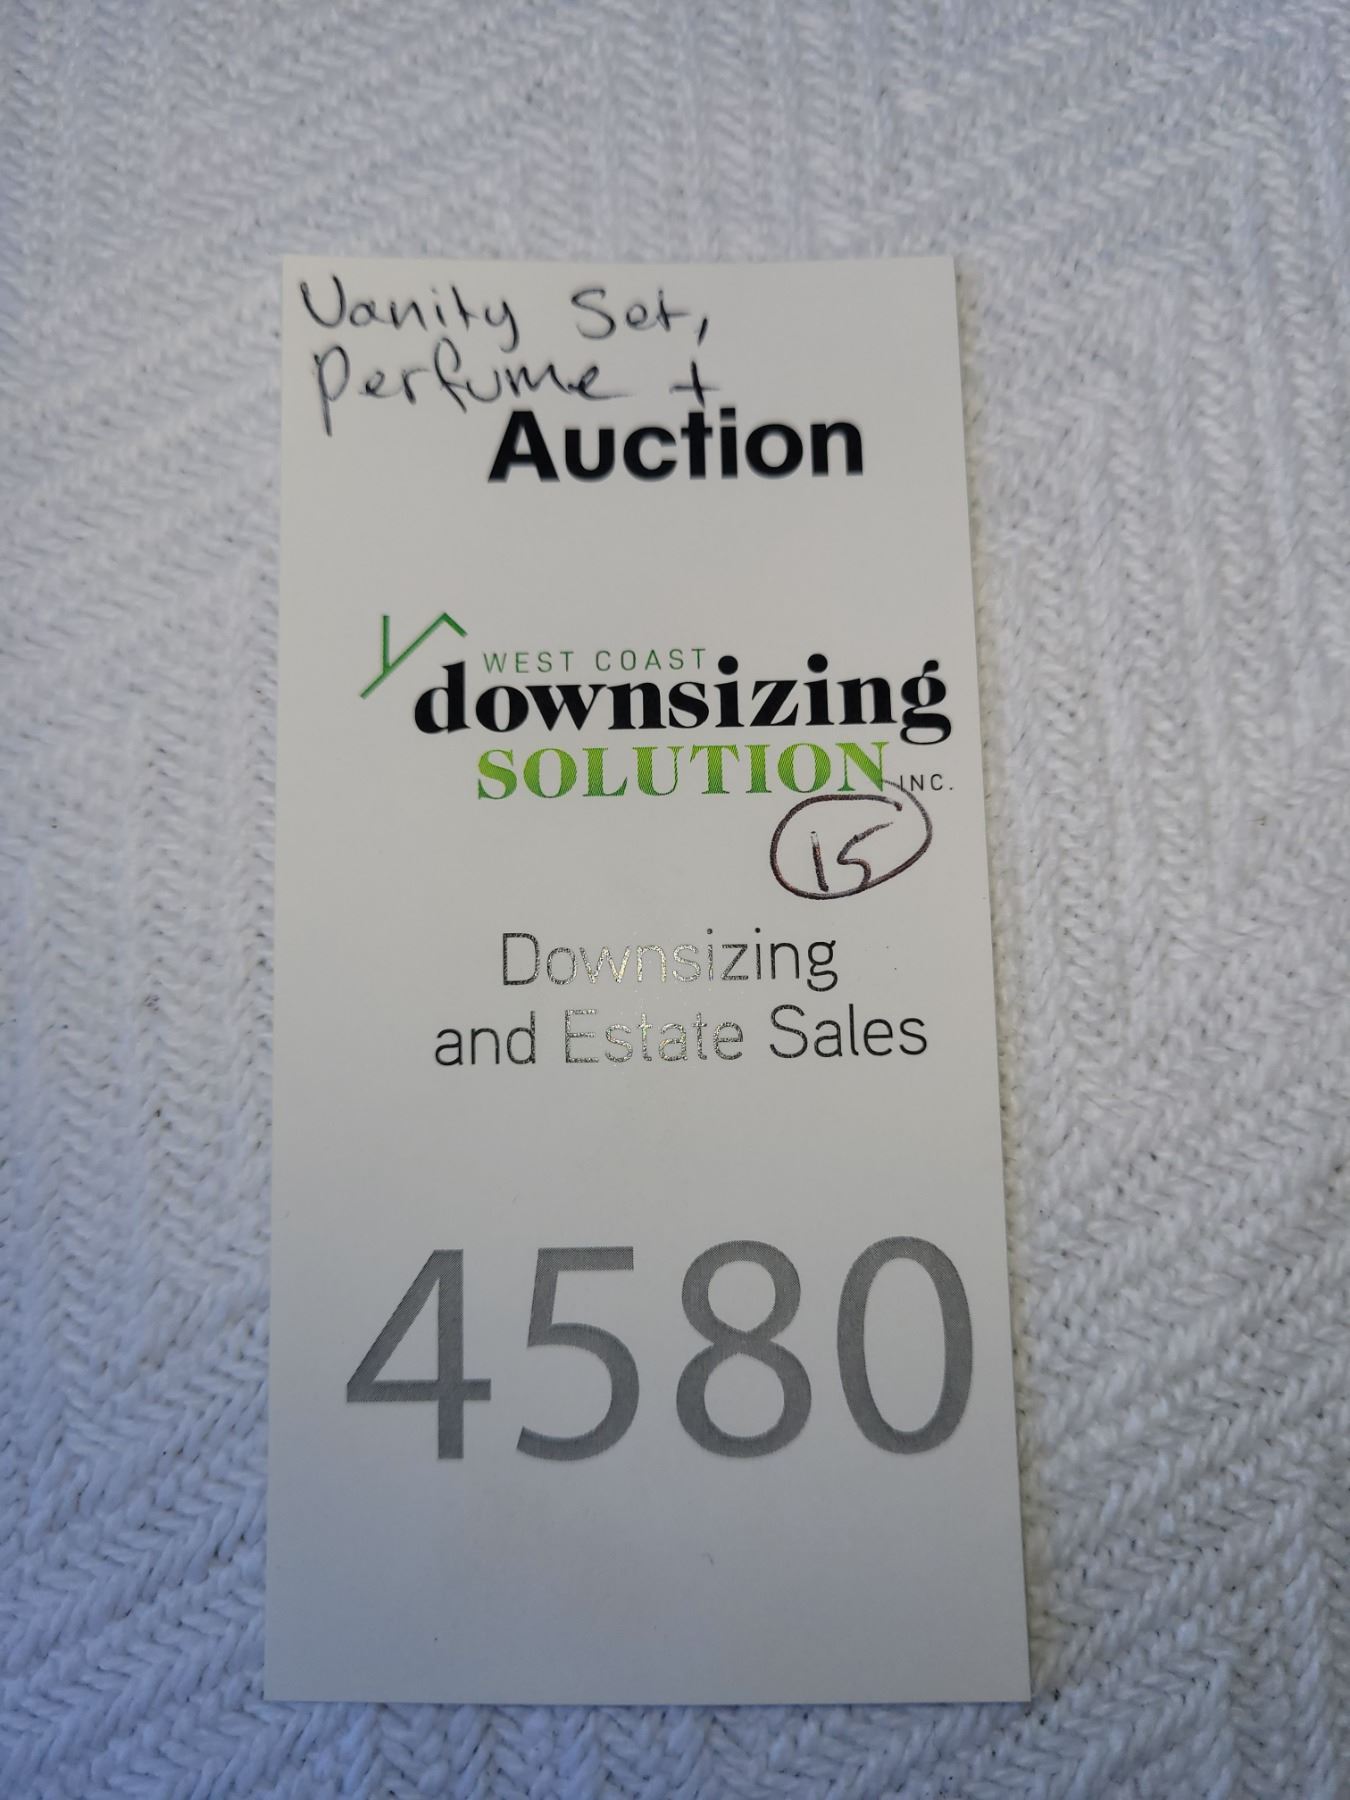 Vanity Set,
Perfume +
Auction
WEST COAST
downsizing
SOLUTION INC.
15
Downsizing
and Estate Sales
4580